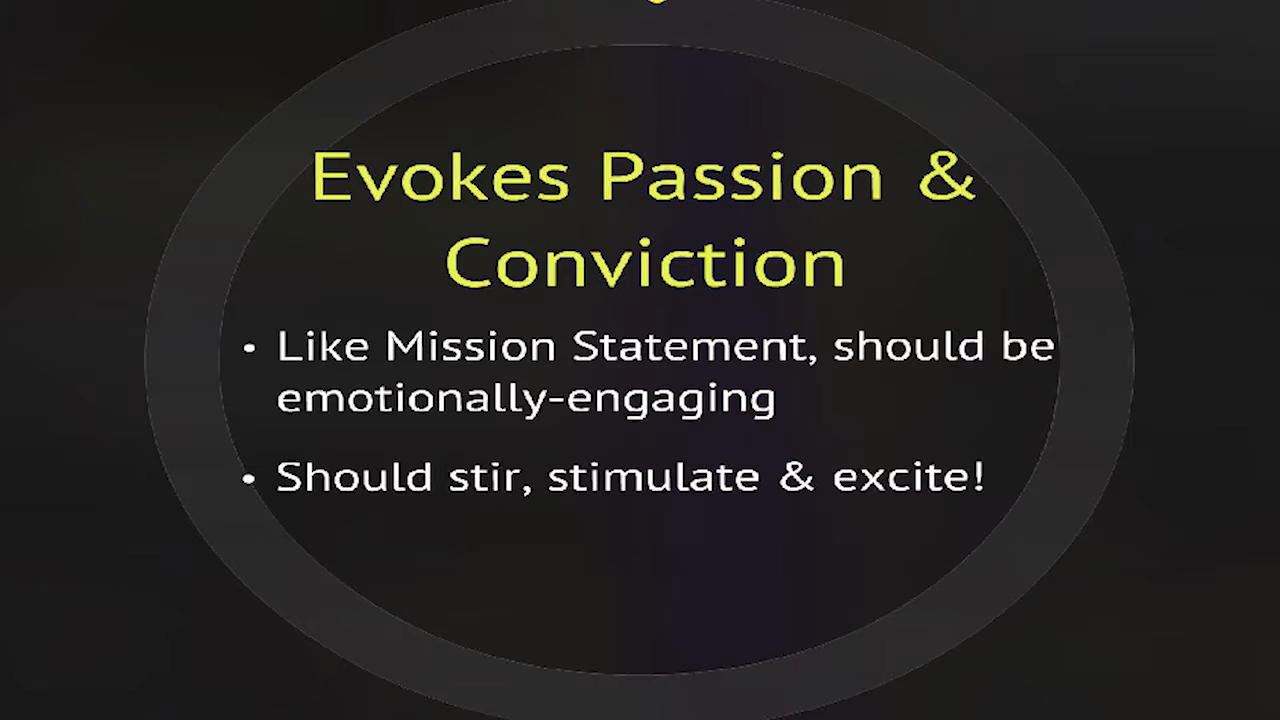 Evokes Passion &
Conviction
• Like Mission Statement, should be
emotionally-engaging
• Should stir, stimulate & excite!